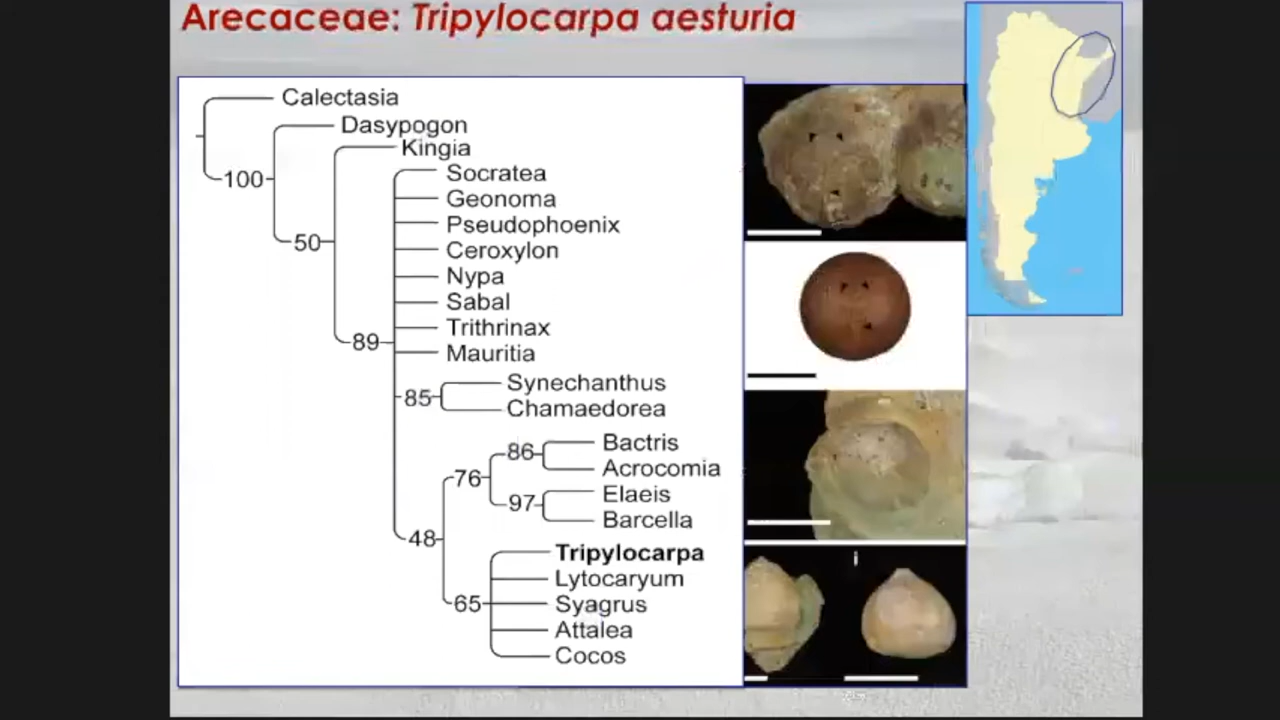 Arecaceae: Tripylocarpa aesturia
Calectasia
Dasypogon
Kingia
100
Socratea
Geonoma
Pseudophoenix
50
Ceroxylon
Nypa
Sabal
Trithrinax
89
Mauritia
Synechanthus
85
Chamaedorea
Bactris
86
Acrocomia
76
Elaeis
97
Barcella
48
Tripylocarpa
Lytocaryum
65
Syagrus
Attalea
Cocos
i